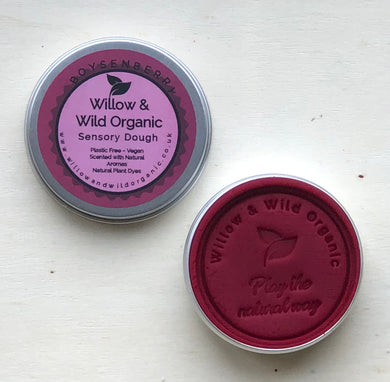 BOYSENBERRY
Willow &
Wild Organic
Sensory Dough
Plastic Free - Vegan
Scented with Natural
Aromas
Natural Plant Dyes
www.willowandwildorganic.co.uk
Willow & Wild Organic
Play the
natural way